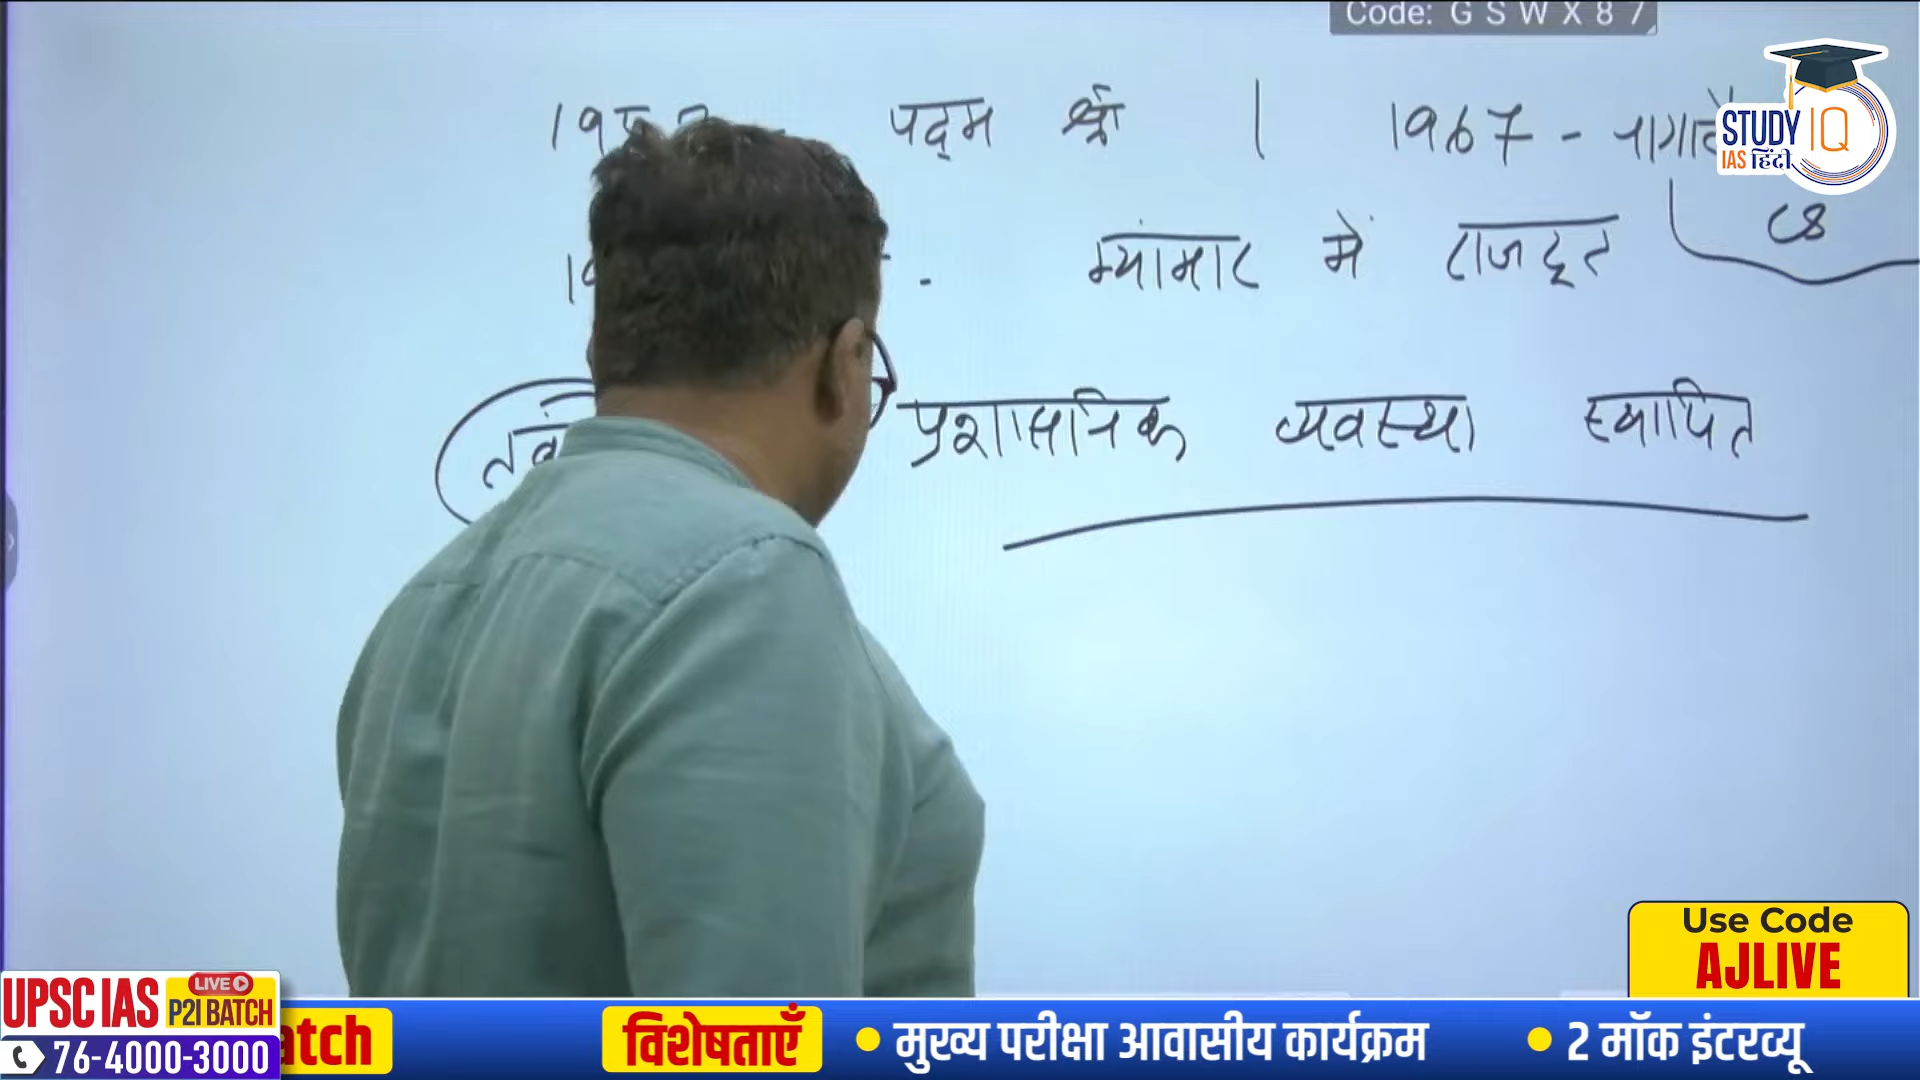 Code: G S W X 8 7
पद्म श्री | 1967 -
STUDY IQ
IAS हिंदी
CS
- म्यांमार में राजदूत
प्रशासनिक व्यवस्था स्थापित
Use Code
AJLIVE
UPSC IAS LIVE
P2I BATCH
76-4000-3000
atch विशेषताएँ • मुख्य परीक्षा आवासीय कार्यक्रम • 2 मॉक इंटरव्यू